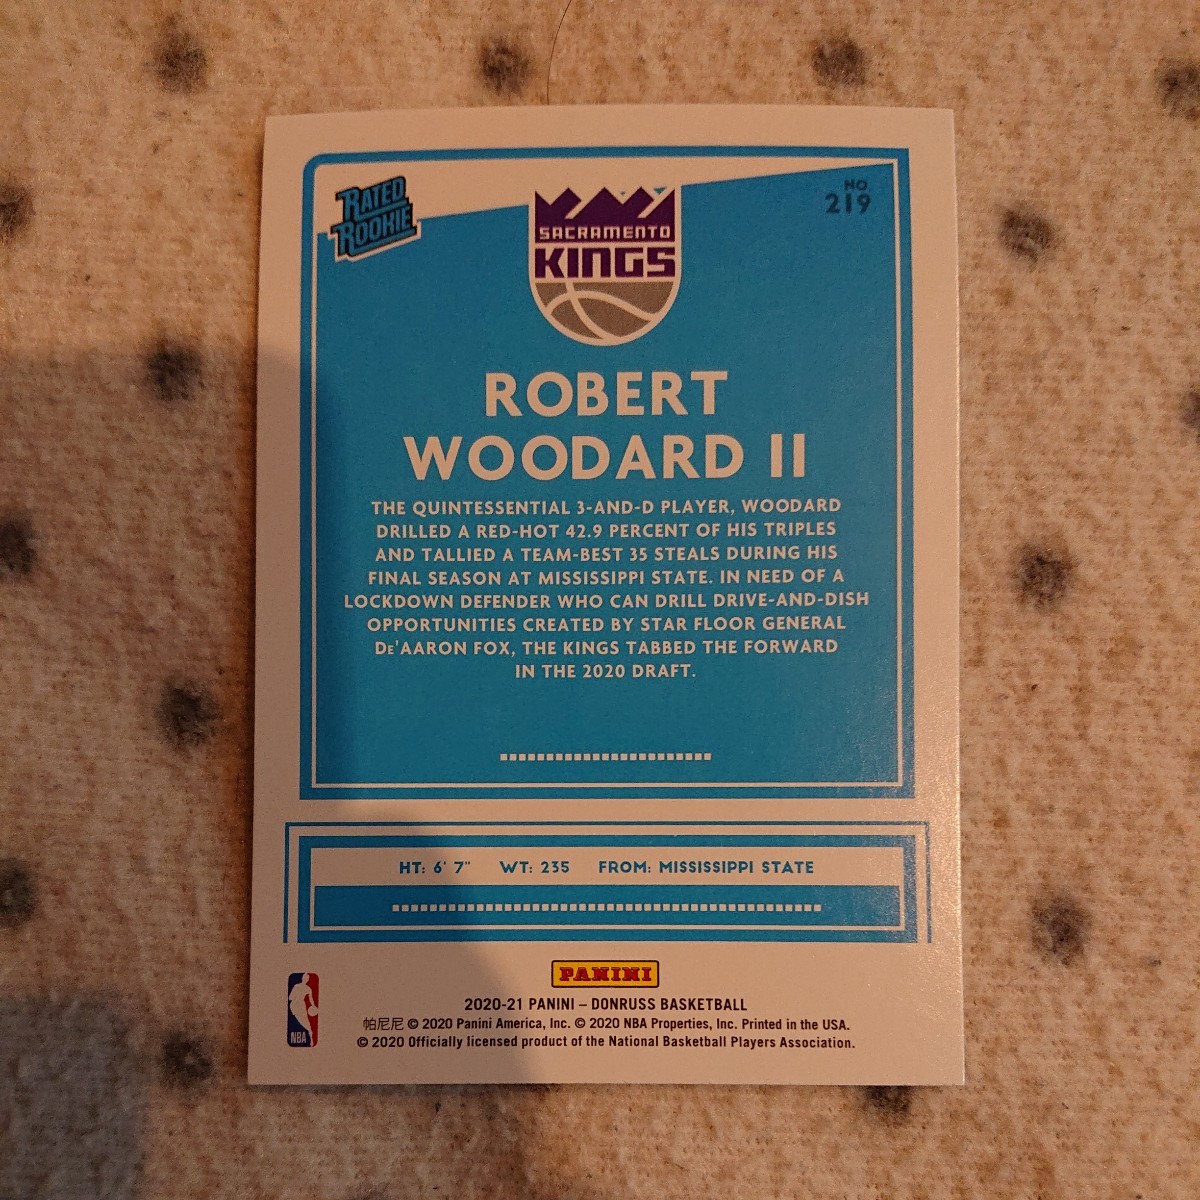 RATED
ROOKIE
NO.
219
SACRAMENTO
KINGS
ROBERT
WOODARD II
THE QUINTESSENTIAL 3-AND-D PLAYER, WOODARD
DRILLED A RED-HOT 42.9 PERCENT OF HIS TRIPLES
AND TALLIED A TEAM-BEST 35 STEALS DURING HIS
FINAL SEASON AT MISSISSIPPI STATE. IN NEED OF A
LOCKDOWN DEFENDER WHO CAN DRILL DRIVE-AND-DISH
OPPORTUNITIES CREATED BY STAR FLOOR GENERAL
DE'AARON FOX, THE KINGS TABBED THE FORWARD
IN THE 2020 DRAFT.
HT: 6' 7" WT: 235 FROM: MISSISSIPPI STATE
PANINI
2020-21 PANINI – DONRUSS BASKETBALL
帕尼尼 © 2020 Panini America, Inc. © 2020 NBA Properties, Inc. Printed in the USA.
© 2020 Officially licensed product of the National Basketball Players Association.
NBA